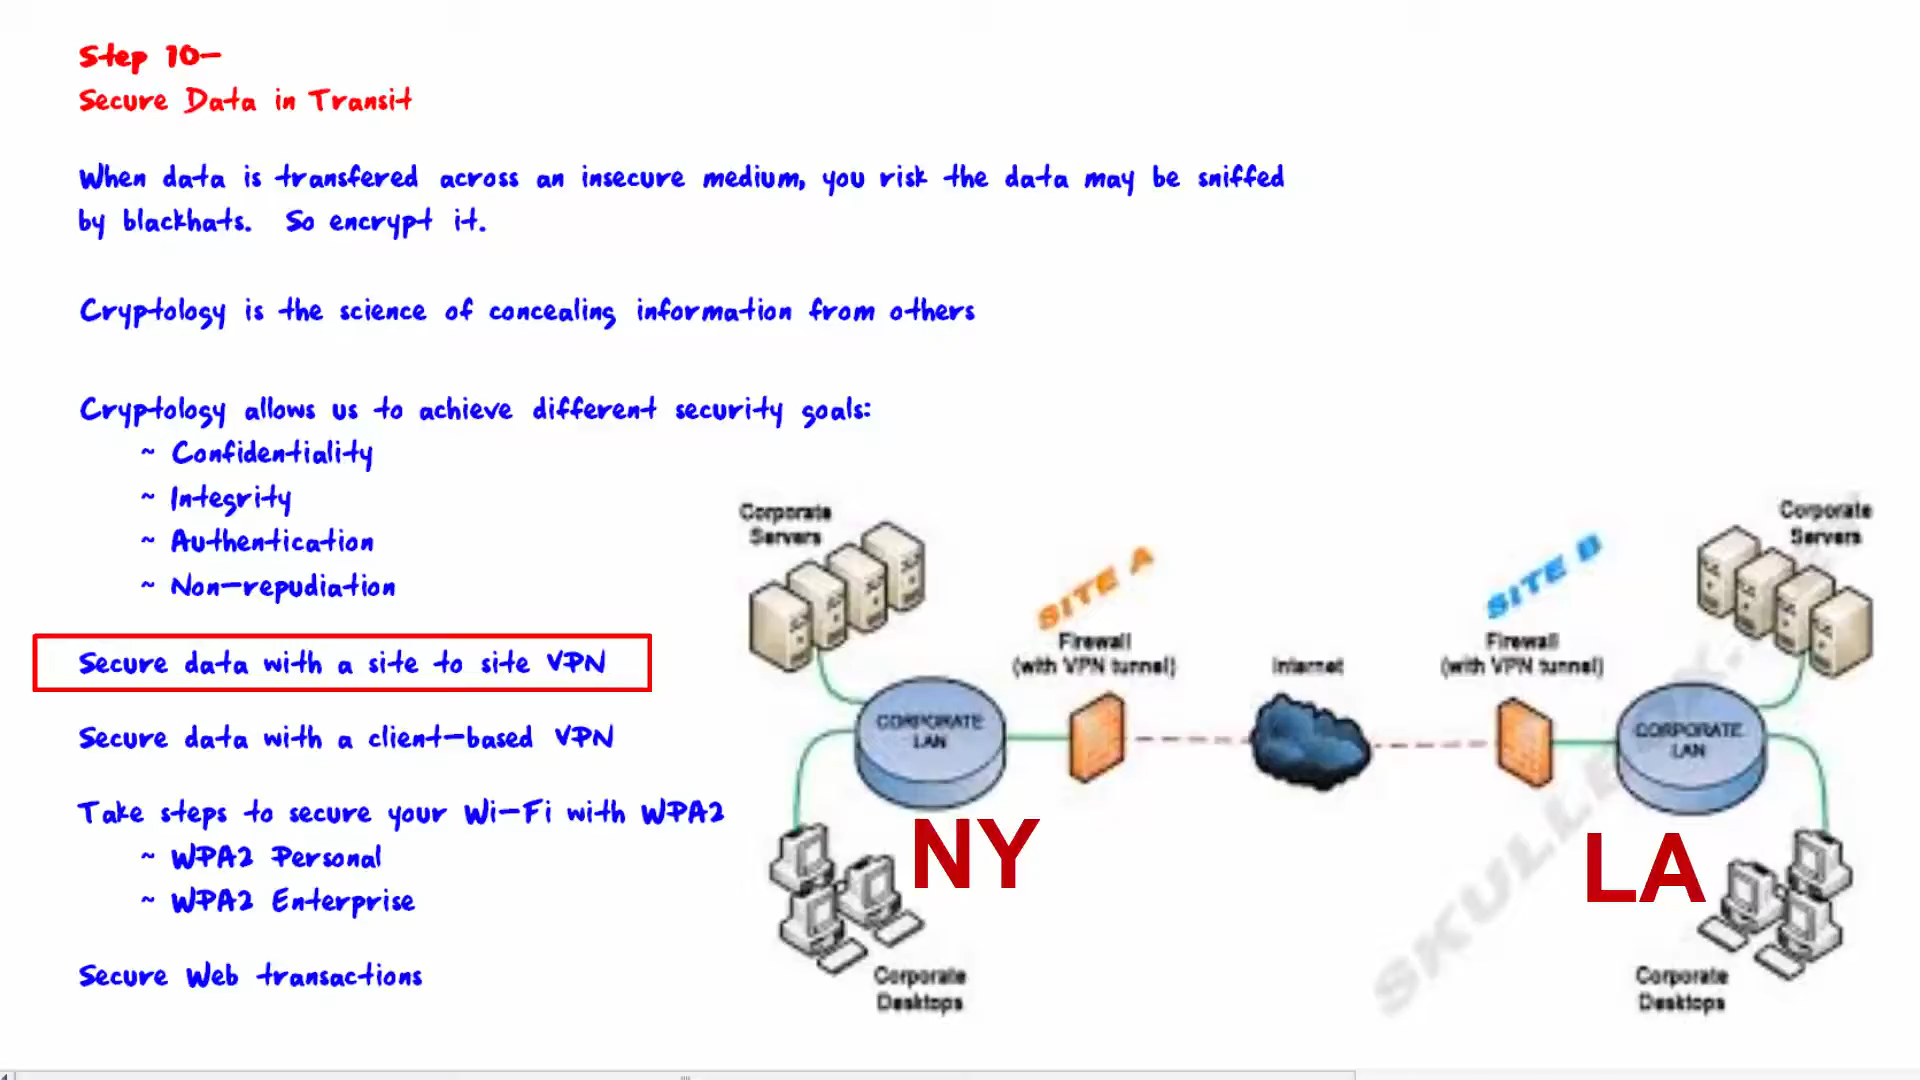 Step 10-
Secure Data in Transit
When data is transfered across an insecure medium, you risk the data may be sniffed
by blackhats. So encrypt it.
Cryptology is the science of concealing information from others
Cryptology allows us to achieve different security goals:
~ Confidentiality
~ Integrity
~ Authentication
~ Non-repudiation
Secure data with a site to site VPN
Secure data with a client-based VPN
Take steps to secure your Wi-Fi with WPA2
~ WPA2 Personal
~ WPA2 Enterprise
Secure Web transactions
Corporate
Servers
SITE A
Firewall
(with VPN tunnel)
Internet
SITE B
Firewall
(with VPN tunnel)
Corporate
Servers
CORPORATE
LAN
CORPORATE
LAN
NY
LA
Corporate
Desktops
Corporate
Desktops